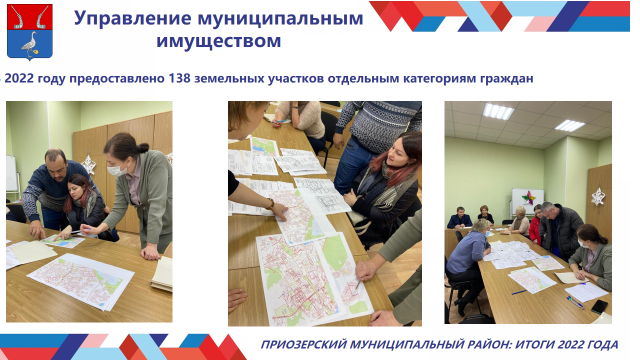 Управление муниципальным
имуществом
2022 году предоставлено 138 земельных участков отдельным категориям граждан
ПРИОЗЕРСКИЙ МУНИЦИПАЛЬНЫЙ РАЙОН: ИТОГИ 2022 ГОДА